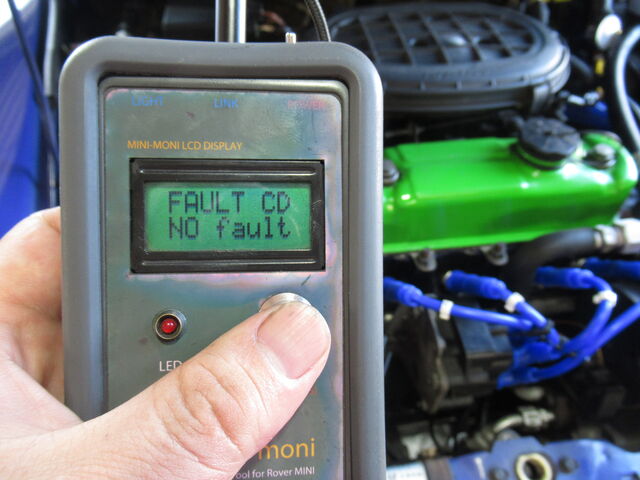 LIGHT LINK POWER
MINI-MONI LCD DISPLAY
FAULT CD
NO fault
LED
moni
ool for Rover MINI